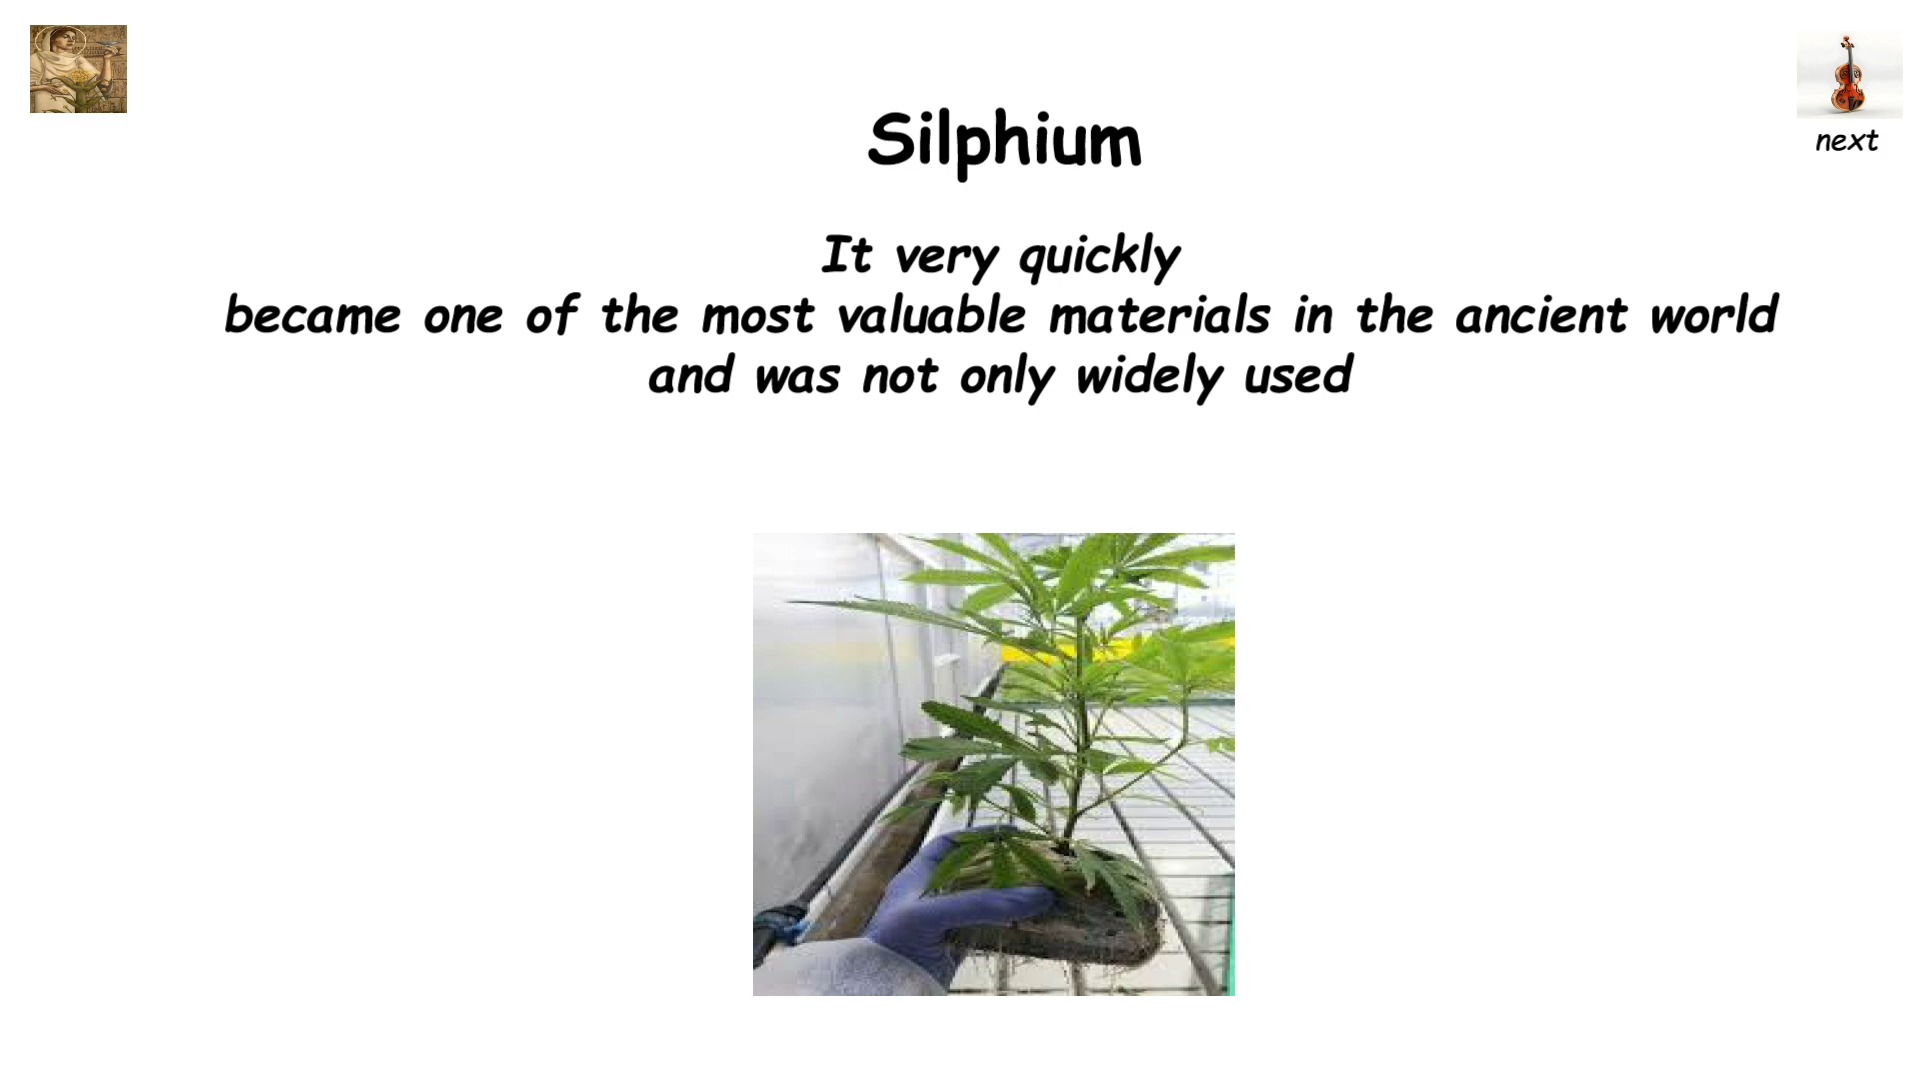 Silphium
next
It very quickly
became one of the most valuable materials in the ancient world
and was not only widely used